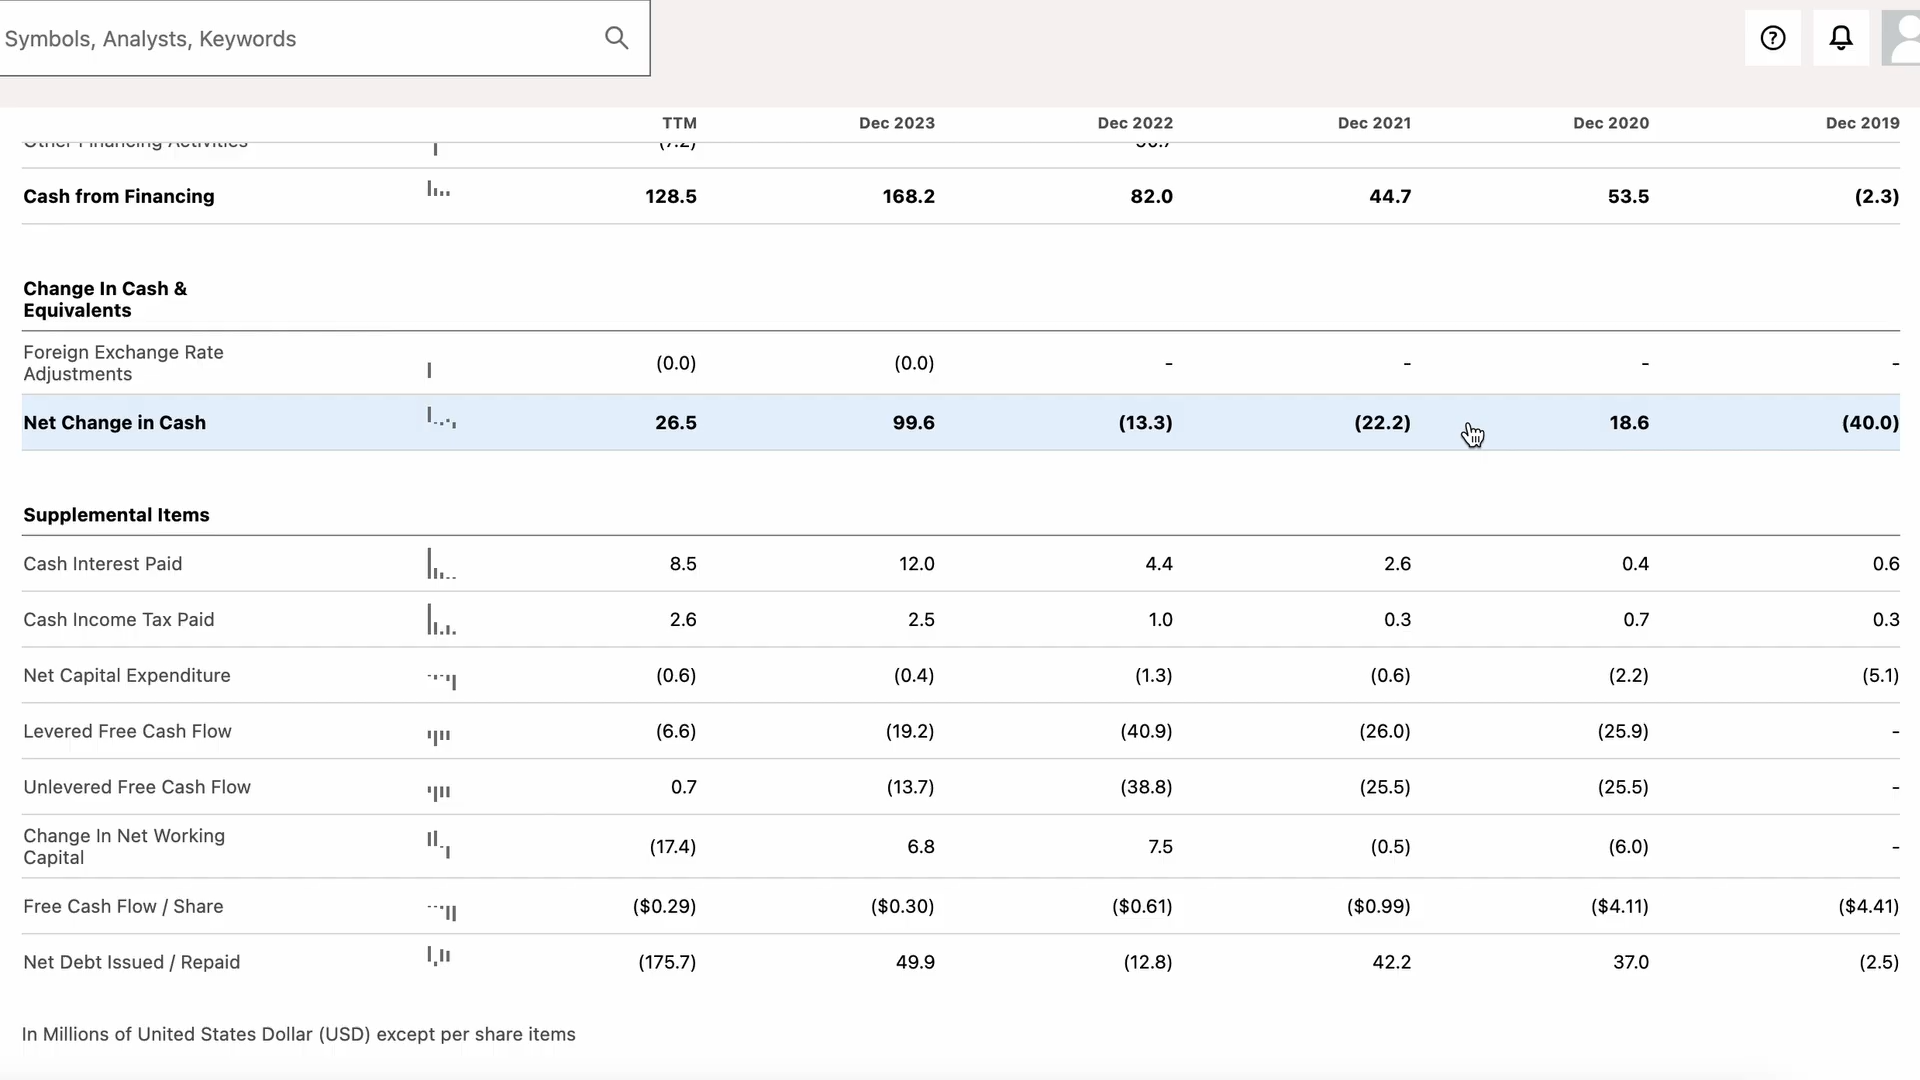 Symbols, Analysts, Keywords
TTM Dec 2023 Dec 2022 Dec 2021 Dec 2020 Dec 2019
Other Financing Activities (7.2) 50.7
Cash from Financing 128.5 168.2 82.0 44.7 53.5 (2.3)
Change In Cash &
Equivalents
Foreign Exchange Rate
Adjustments (0.0) (0.0) - - - -
Net Change in Cash 26.5 99.6 (13.3) (22.2) 18.6 (40.0)
Supplemental Items
Cash Interest Paid 8.5 12.0 4.4 2.6 0.4 0.6
Cash Income Tax Paid 2.6 2.5 1.0 0.3 0.7 0.3
Net Capital Expenditure (0.6) (0.4) (1.3) (0.6) (2.2) (5.1)
Levered Free Cash Flow (6.6) (19.2) (40.9) (26.0) (25.9) -
Unlevered Free Cash Flow 0.7 (13.7) (38.8) (25.5) (25.5) -
Change In Net Working
Capital (17.4) 6.8 7.5 (0.5) (6.0) -
Free Cash Flow / Share ($0.29) ($0.30) ($0.61) ($0.99) ($4.11) ($4.41)
Net Debt Issued / Repaid (175.7) 49.9 (12.8) 42.2 37.0 (2.5)
In Millions of United States Dollar (USD) except per share items